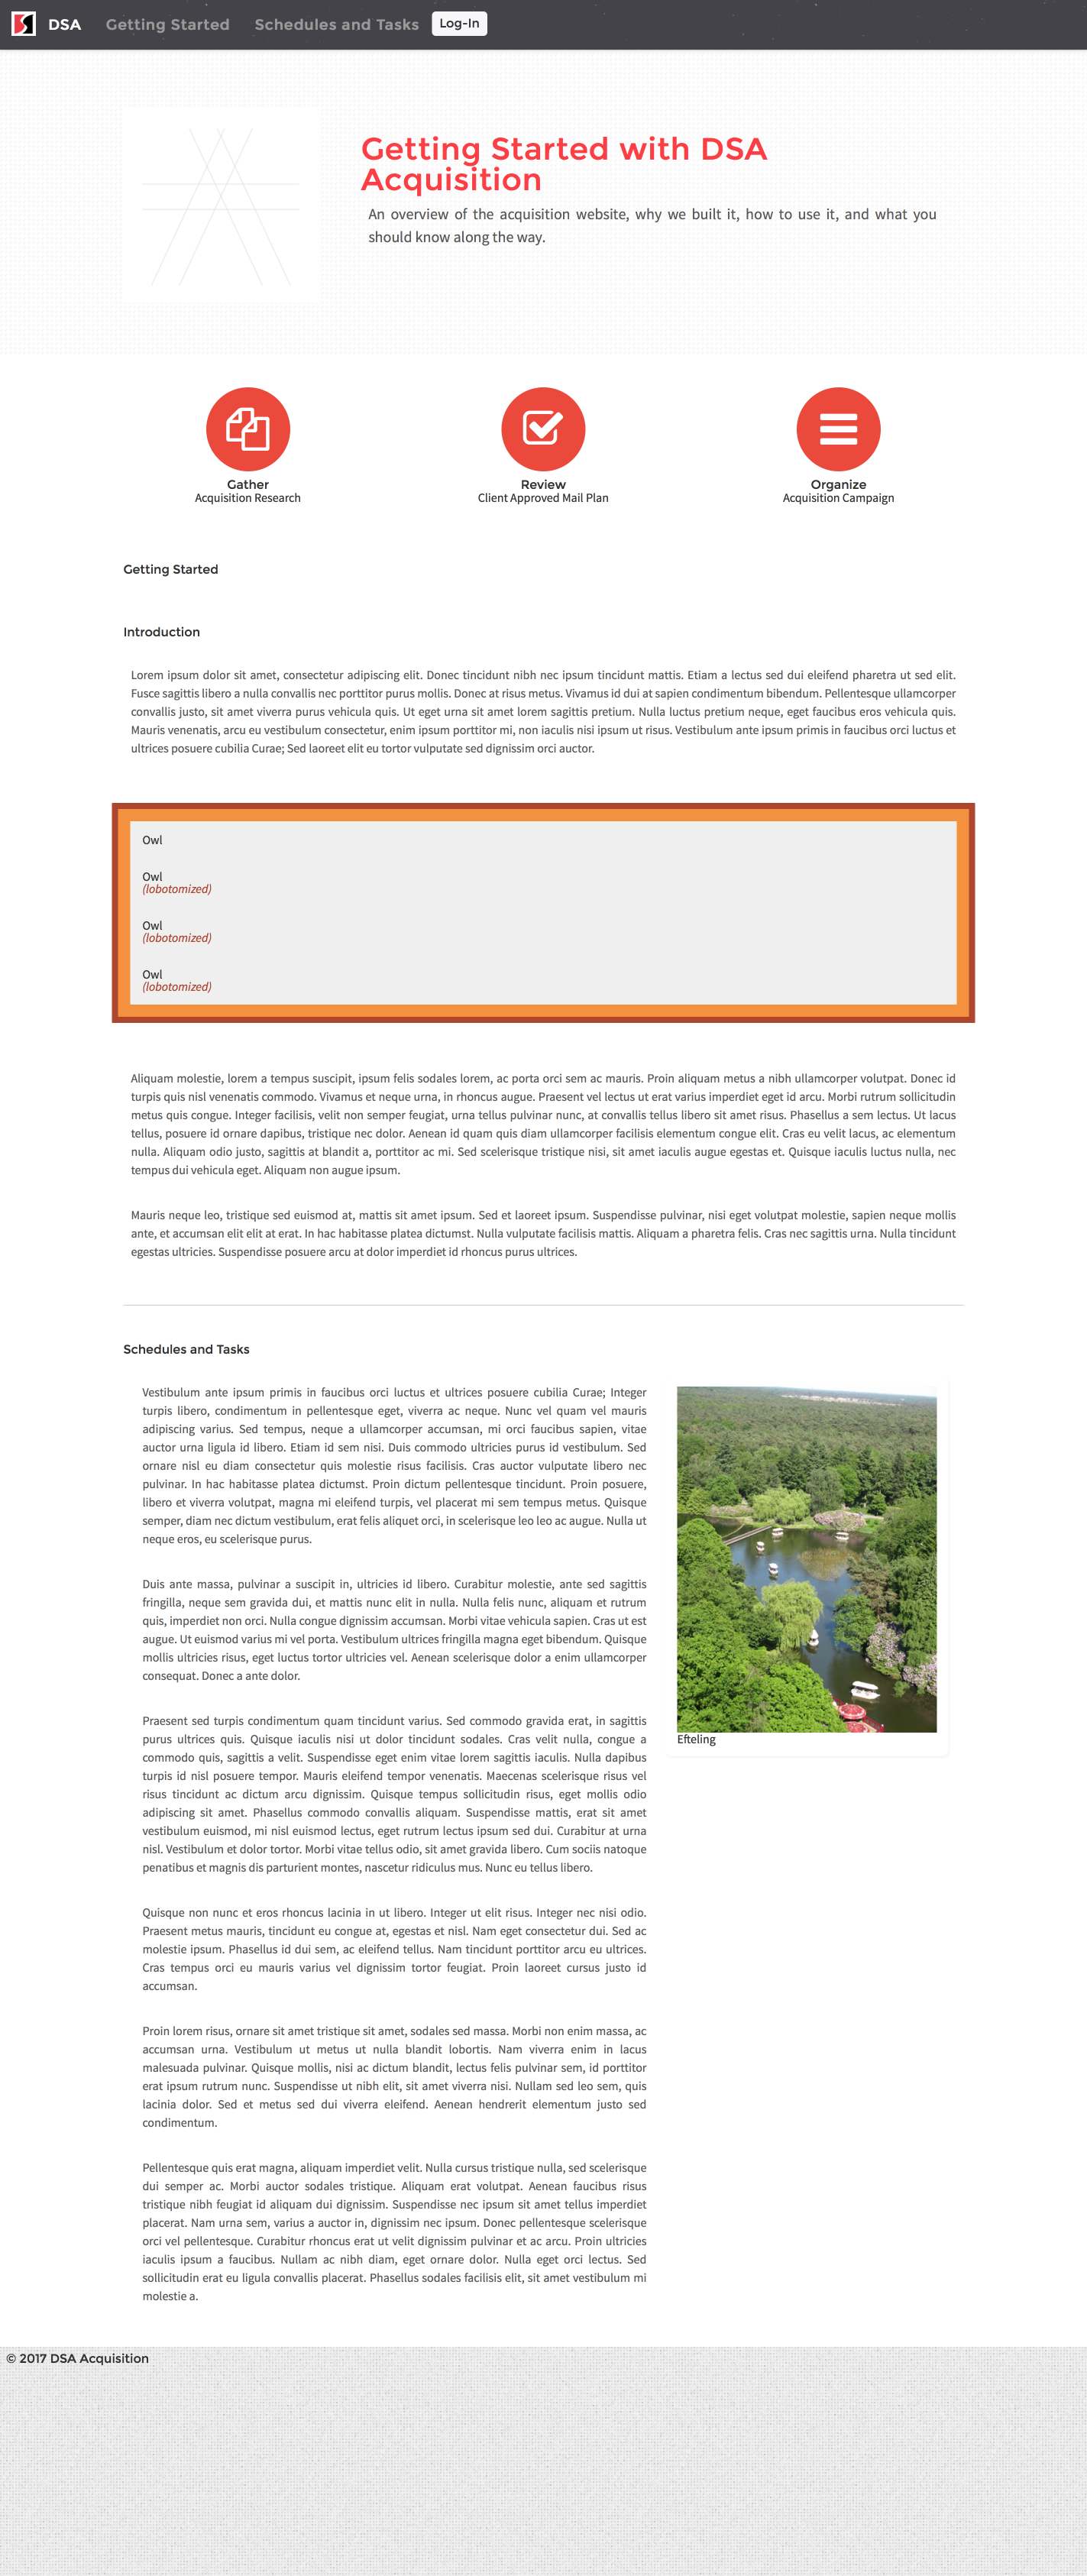 DSA Getting Started Schedules and Tasks Log-In
Getting Started with DSA
Acquisition
An overview of the acquisition website, why we built it, how to use it, and what you
should know along the way.
Gather
Acquisition Research
Review
Client Approved Mail Plan
Organize
Acquisition Campaign
Getting Started
Introduction
Lorem ipsum dolor sit amet, consectetur adipiscing elit. Donec tincidunt nibh nec ipsum tincidunt mattis. Etiam a lectus sed dui eleifend pharetra ut sed elit.
Fusce sagittis libero a nulla convallis nec porttitor purus mollis. Donec at risus metus. Vivamus id dui at sapien condimentum bibendum. Pellentesque ullamcorper
convallis justo, sit amet viverra purus vehicula quis. Ut eget urna sit amet lorem sagittis pretium. Nulla luctus pretium neque, eget faucibus eros vehicula quis.
Mauris venenatis, arcu eu vestibulum consectetur, enim ipsum porttitor mi, non iaculis nisi ipsum ut risus. Vestibulum ante ipsum primis in faucibus orci luctus et
ultrices posuere cubilia Curae; Sed laoreet elit eu tortor vulputate sed dignissim orci auctor.
Owl
Owl
(lobotomized)
Owl
(lobotomized)
Owl
(lobotomized)
Aliquam molestie, lorem a tempus suscipit, ipsum felis sodales lorem, ac porta orci sem ac mauris. Proin aliquam metus a nibh ullamcorper volutpat. Donec id
turpis quis nisl venenatis commodo. Vivamus et neque urna, in rhoncus augue. Praesent vel lectus ut erat varius imperdiet eget id arcu. Morbi rutrum sollicitudin
metus quis congue. Integer facilisis, velit non semper feugiat, urna tellus pulvinar nunc, at convallis tellus libero sit amet risus. Phasellus a sem lectus. Ut lacus
tellus, posuere id ornare dapibus, tristique nec dolor. Aenean id quam quis diam ullamcorper facilisis elementum congue elit. Cras eu velit lacus, ac elementum
nulla. Aliquam odio justo, sagittis at blandit a, porttitor ac mi. Sed scelerisque tristique nisi, sit amet iaculis augue egestas et. Quisque iaculis luctus nulla, nec
tempus dui vehicula eget. Aliquam non augue ipsum.
Mauris neque leo, tristique sed euismod at, mattis sit amet ipsum. Sed et laoreet ipsum. Suspendisse pulvinar, nisi eget volutpat molestie, sapien neque mollis
ante, et accumsan elit elit at erat. In hac habitasse platea dictumst. Nulla vulputate facilisis mattis. Aliquam a pharetra felis. Cras nec sagittis urna. Nulla tincidunt
egestas ultricies. Suspendisse posuere arcu at dolor imperdiet id rhoncus purus ultrices.
Schedules and Tasks
Vestibulum ante ipsum primis in faucibus orci luctus et ultrices posuere cubilia Curae; Integer
turpis libero, condimentum in pellentesque eget, viverra ac neque. Nunc vel quam vel mauris
adipiscing varius. Sed tempus, neque a ullamcorper accumsan, mi orci faucibus sapien, vitae
auctor urna ligula id libero. Etiam id sem nisi. Duis commodo ultricies purus id vestibulum. Sed
ornare nisl eu diam consectetur quis molestie risus facilisis. Cras auctor vulputate libero nec
pulvinar. In hac habitasse platea dictumst. Proin dictum pellentesque tincidunt. Proin posuere,
libero et viverra volutpat, magna mi eleifend turpis, vel placerat mi sem tempus metus. Quisque
semper, diam nec dictum vestibulum, erat felis aliquet orci, in scelerisque leo leo ac augue. Nulla ut
neque eros, eu scelerisque purus.
Duis ante massa, pulvinar a suscipit in, ultricies id libero. Curabitur molestie, ante sed sagittis
fringilla, neque sem gravida dui, et mattis nunc elit in nulla. Nulla felis nunc, aliquam et rutrum
quis, imperdiet non orci. Nulla congue dignissim accumsan. Morbi vitae vehicula sapien. Cras ut est
augue. Ut euismod varius mi vel porta. Vestibulum ultrices fringilla magna eget bibendum. Quisque
mollis ultricies risus, eget luctus tortor ultricies vel. Aenean scelerisque dolor a enim ullamcorper
consequat. Donec a ante dolor.
Praesent sed turpis condimentum quam tincidunt varius. Sed commodo gravida erat, in sagittis
purus ultrices quis. Quisque iaculis nisi ut dolor tincidunt sodales. Cras velit nulla, congue a
commodo quis, sagittis a velit. Suspendisse eget enim vitae lorem sagittis iaculis. Nulla dapibus
turpis id nisl posuere tempor. Mauris eleifend tempor venenatis. Maecenas scelerisque risus vel
risus tincidunt ac dictum arcu dignissim. Quisque tempus sollicitudin risus, eget mollis odio
adipiscing sit amet. Phasellus commodo convallis aliquam. Suspendisse mattis, erat sit amet
vestibulum euismod, mi nisl euismod lectus, eget rutrum lectus ipsum sed dui. Curabitur at urna
nisl. Vestibulum et dolor tortor. Morbi vitae tellus odio, sit amet gravida libero. Cum sociis natoque
penatibus et magnis dis parturient montes, nascetur ridiculus mus. Nunc eu tellus libero.
Quisque non nunc et eros rhoncus lacinia in ut libero. Integer ut elit risus. Integer nec nisi odio.
Praesent metus mauris, tincidunt eu congue at, egestas et nisl. Nam eget consectetur dui. Sed ac
molestie ipsum. Phasellus id dui sem, ac eleifend tellus. Nam tincidunt porttitor arcu eu ultrices.
Cras tempus orci eu mauris varius vel dignissim tortor feugiat. Proin laoreet cursus justo id
accumsan.
Proin lorem risus, ornare sit amet tristique sit amet, sodales sed massa. Morbi non enim massa, ac
accumsan urna. Vestibulum ut metus ut nulla blandit lobortis. Nam viverra enim in lacus
malesuada pulvinar. Quisque mollis, nisi ac dictum blandit, lectus felis pulvinar sem, id porttitor
erat ipsum rutrum nunc. Suspendisse ut nibh elit, sit amet viverra nisi. Nullam sed leo sem, quis
lacinia dolor. Sed et metus sed dui viverra eleifend. Aenean hendrerit elementum justo sed
condimentum.
Pellentesque quis erat magna, aliquam imperdiet velit. Nulla cursus tristique nulla, sed scelerisque
dui semper ac. Morbi auctor sodales tristique. Aliquam erat volutpat. Aenean faucibus risus
tristique nibh feugiat id aliquam dui dignissim. Suspendisse nec ipsum sit amet tellus imperdiet
placerat. Nam urna sem, varius a auctor in, dignissim nec ipsum. Donec pellentesque scelerisque
orci vel pellentesque. Curabitur rhoncus erat ut velit dignissim pulvinar et ac arcu. Proin ultricies
iaculis ipsum a faucibus. Nullam ac nibh diam, eget ornare dolor. Nulla eget orci lectus. Sed
sollicitudin erat eu ligula convallis placerat. Phasellus sodales facilisis elit, sit amet vestibulum mi
molestie a.
Efteling
© 2017 DSA Acquisition